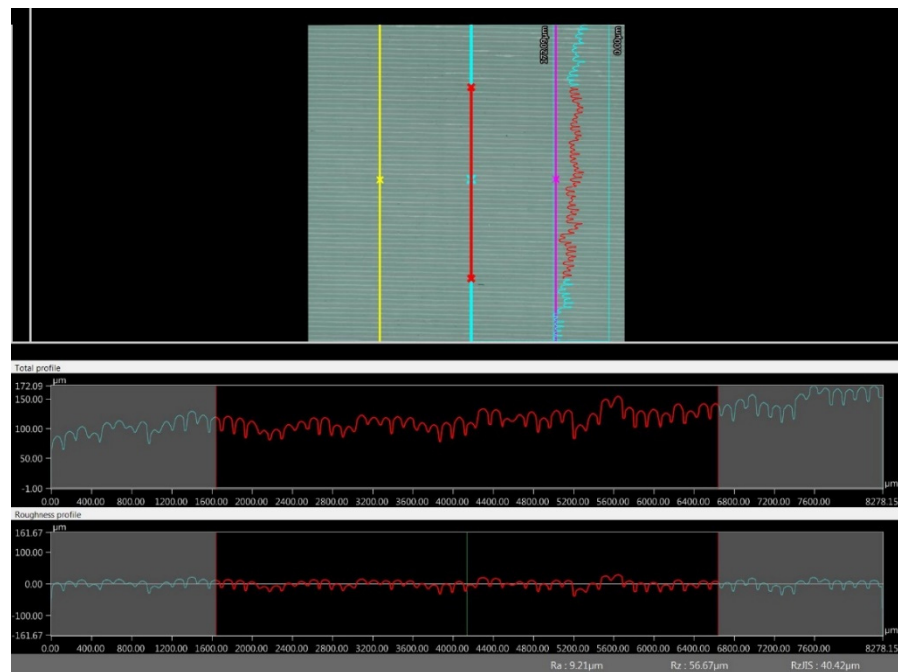 0.00µm
Total profile
µm
172.09
150.00
100.00
50.00
-1.00
0.00 400.00 800.00 1200.00 1600.00 2000.00 2400.00 2800.00 3200.00 3600.00 4000.00 4400.00 4800.00 5200.00 5600.00 6000.00 6400.00 6800.00 7200.00 7600.00 8278.15 µm
Roughness profile
µm
161.67
100.00
0.00
-100.00
-161.67
0.00 400.00 800.00 1200.00 1600.00 2000.00 2400.00 2800.00 3200.00 3600.00 4000.00 4400.00 4800.00 5200.00 5600.00 6000.00 6400.00 6800.00 7200.00 7600.00 8278.15 µm
Ra : 9.21µm Rz : 56.67µm RzJIS : 40.42µm